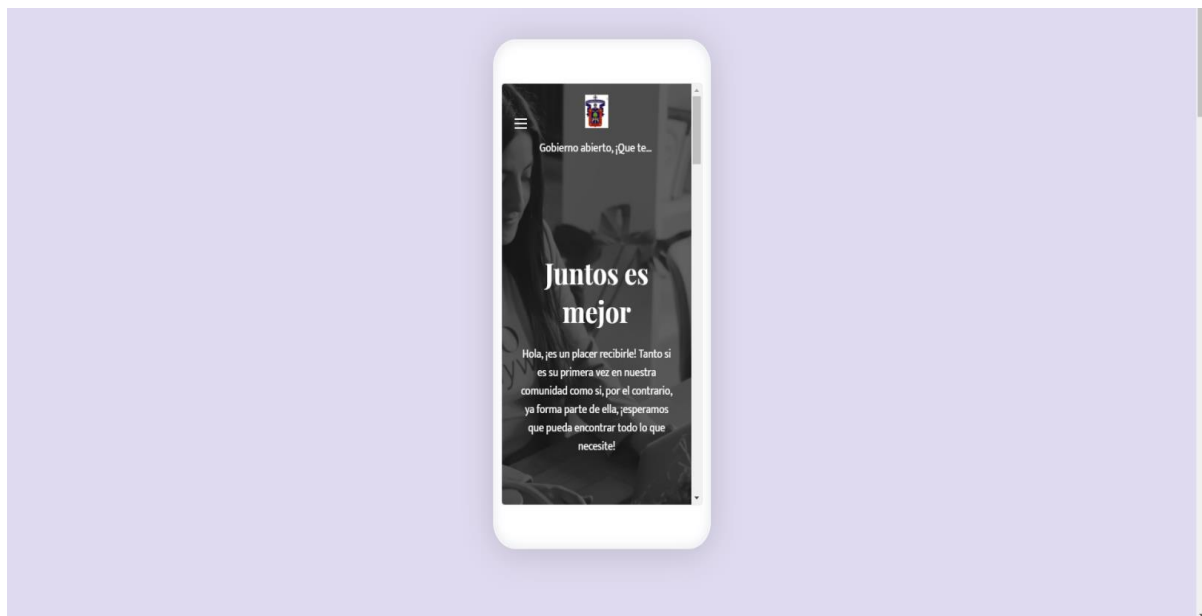 Gobierno abierto, ¡Que te...
Juntos es
mejor
Hola, ¡es un placer recibirle! Tanto si
es su primera vez en nuestra
comunidad como si, por el contrario,
ya forma parte de ella, ¡esperamos
que pueda encontrar todo lo que
necesite!